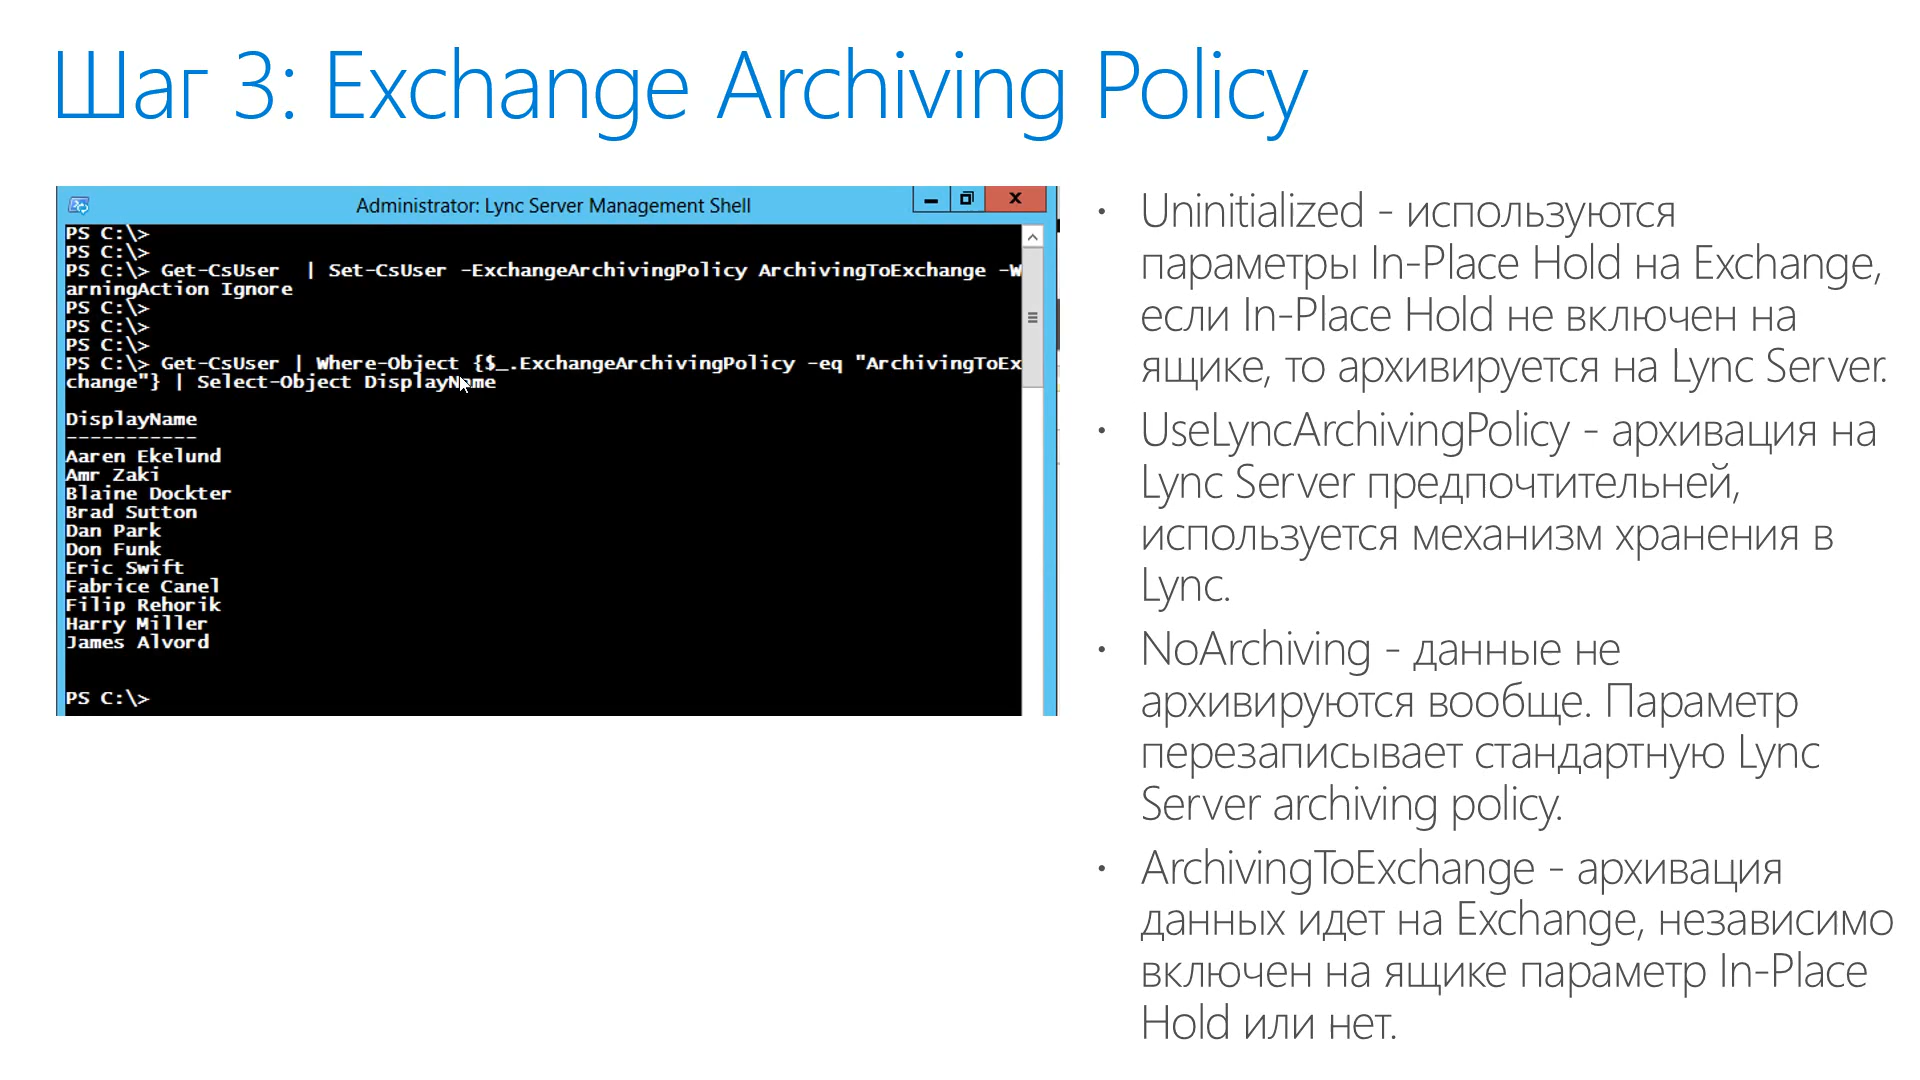 Шаг 3: Exchange Archiving Policy
Administrator: Lync Server Management Shell
PS C:\>
PS C:\>
PS C:\> Get-CsUser  | Set-CsUser -ExchangeArchivingPolicy ArchivingToExchange -W
arningAction Ignore
PS C:\>
PS C:\>
PS C:\>
PS C:\> Get-CsUser | Where-Object {$_.ExchangeArchivingPolicy -eq "ArchivingToEx
change"} | Select-Object DisplayName
DisplayName
-----------
Aaren Ekelund
Amr Zaki
Blaine Dockter
Brad Sutton
Dan Park
Don Funk
Eric Swift
Fabrice Canel
Filip Rehorik
Harry Miller
James Alvord
PS C:\>
• Uninitialized - используются
параметры In-Place Hold на Exchange,
если In-Place Hold не включен на
ящике, то архивируется на Lync Server.
• UseLyncArchivingPolicy - архивация на
Lync Server предпочтительней,
используется механизм хранения в
Lync.
• NoArchiving - данные не
архивируются вообще. Параметр
перезаписывает стандартную Lync
Server archiving policy.
• ArchivingToExchange - архивация
данных идет на Exchange, независимо
включен на ящике параметр In-Place
Hold или нет.